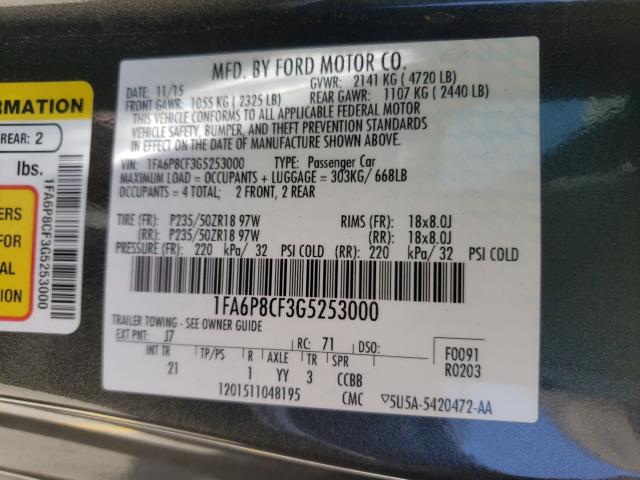 MFD. BY FORD MOTOR CO.
DATE: 11/15
GVWR: 2141 KG ( 4720 LB)
FRONT GAWR: 1055 KG ( 2325 LB)
REAR GAWR: 1107 KG ( 2440 LB)
THIS VEHICLE CONFORMS TO ALL APPLICABLE FEDERAL MOTOR
VEHICLE SAFETY, BUMPER, AND THEFT PREVENTION STANDARDS
IN EFFECT ON THE DATE OF MANUFACTURE SHOWN ABOVE.
VIN: 1FA6P8CF3G5253000 TYPE: Passenger Car
MAXIMUM LOAD = OCCUPANTS + LUGGAGE = 303KG/ 668LB
OCCUPANTS = 4 TOTAL: 2 FRONT, 2 REAR
TIRE (FR): P235/50ZR18 97W RIMS (FR): 18x8.0J
(RR): P235/50ZR18 97W (RR): 18x8.0J
PRESSURE (FR): 220 kPa/ 32 PSI COLD (RR): 220 kPa/ 32 PSI COLD
1FA6P8CF3G5253000
TRAILER TOWING - SEE OWNER GUIDE
EXT PNT: J7 RC: 71 DSO:
F0091
R0203
INT TR TP/PS R AXLE TR SPR
21 1 YY 3 CCBB
1201511048195 CMC ▽5U5A-5420472-AA
ORMATION
REAR: 2
lbs.
ERS
FOR
AL
TION
1FA6P8CF3G5253000